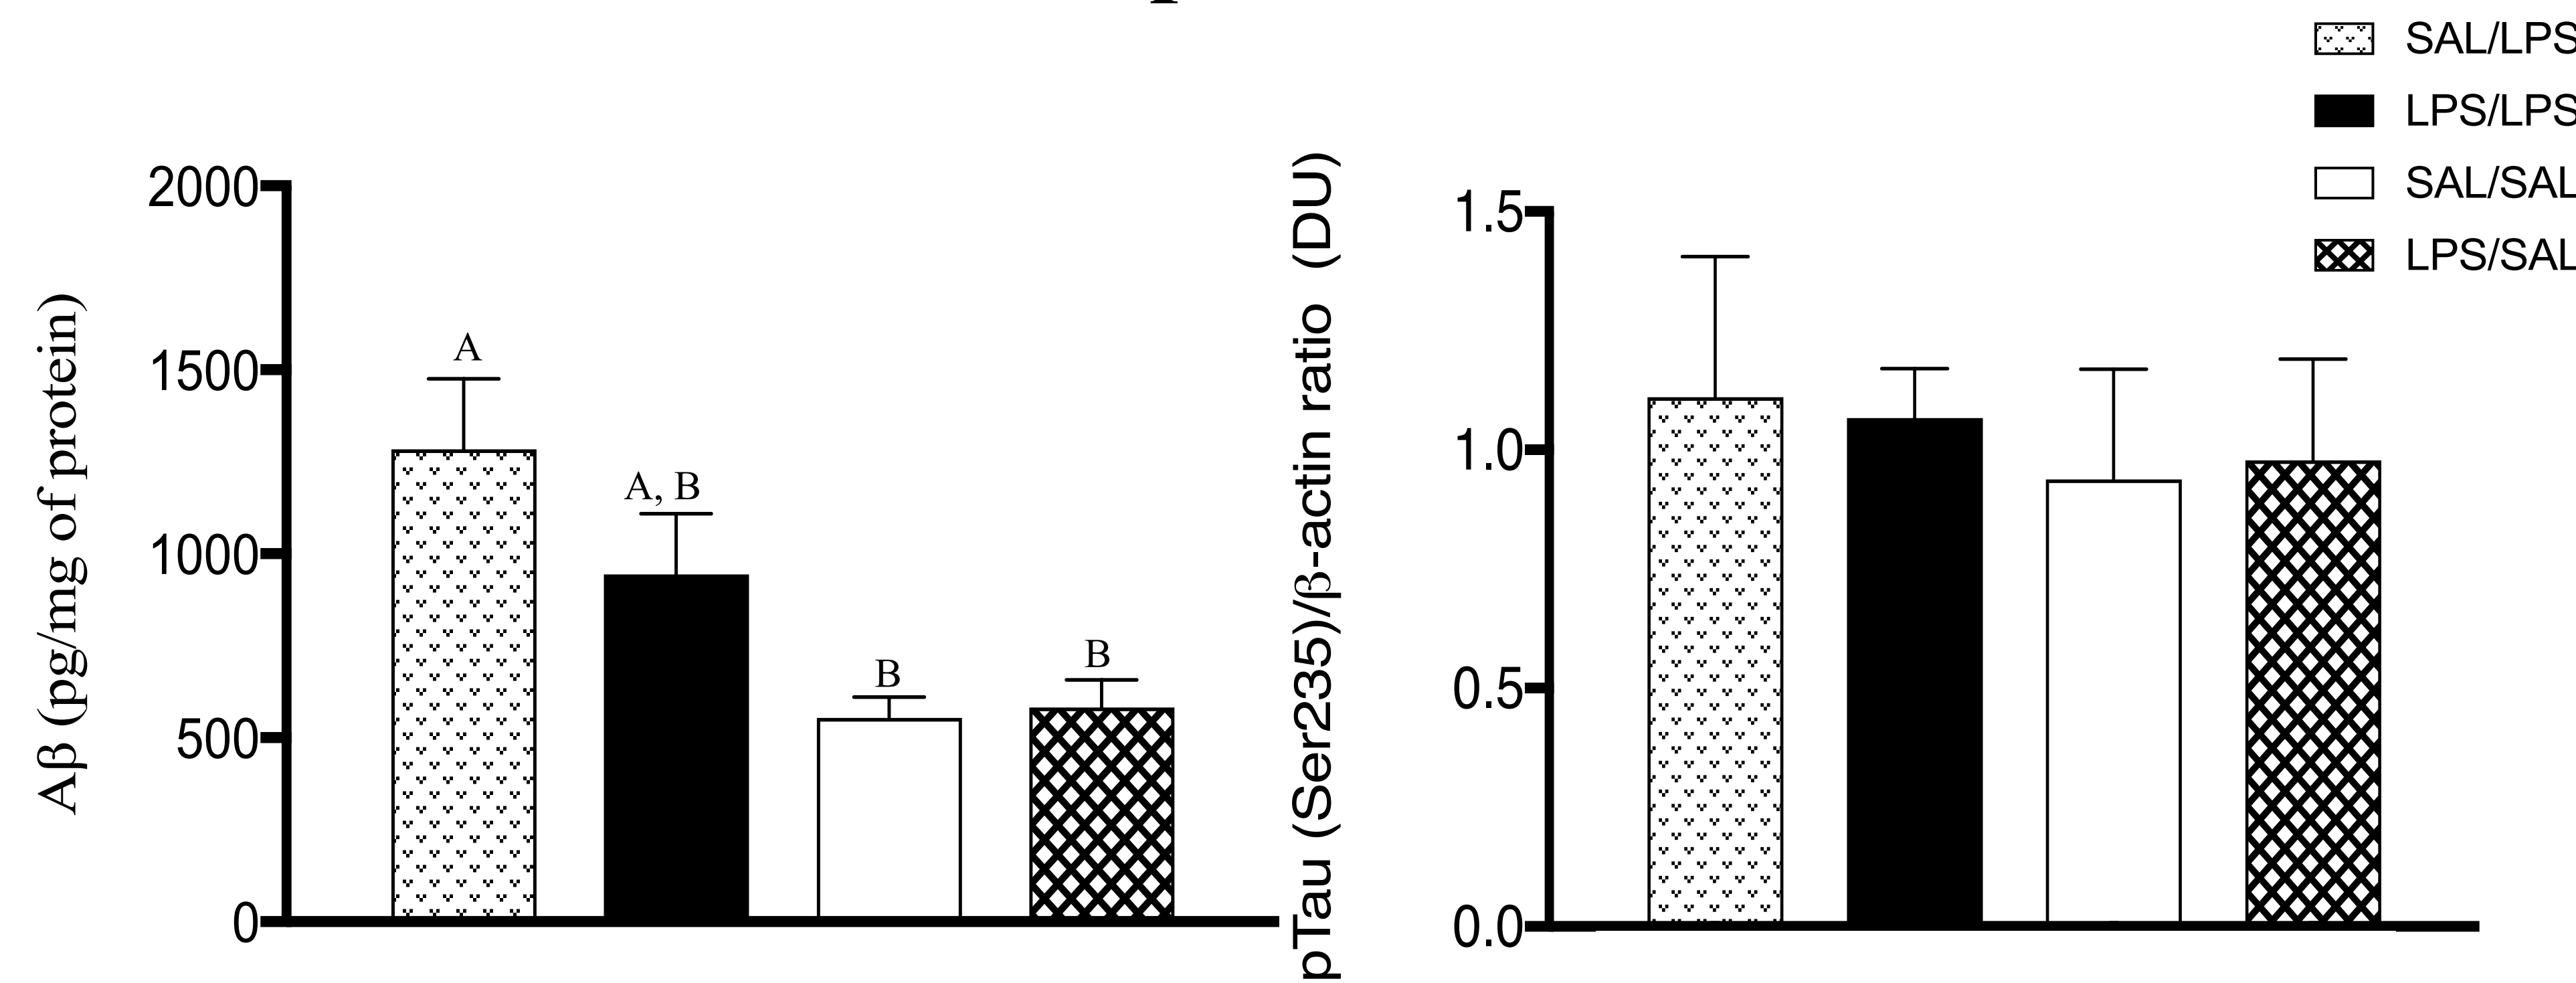 SAL/LPS
LPS/LPS
SAL/SAL
LPS/SAL
Aβ (pg/mg of protein)
2000
1500
1000
500
0
A
A, B
B
B
pTau (Ser235)/β-actin ratio (DU)
1.5
1.0
0.5
0.0